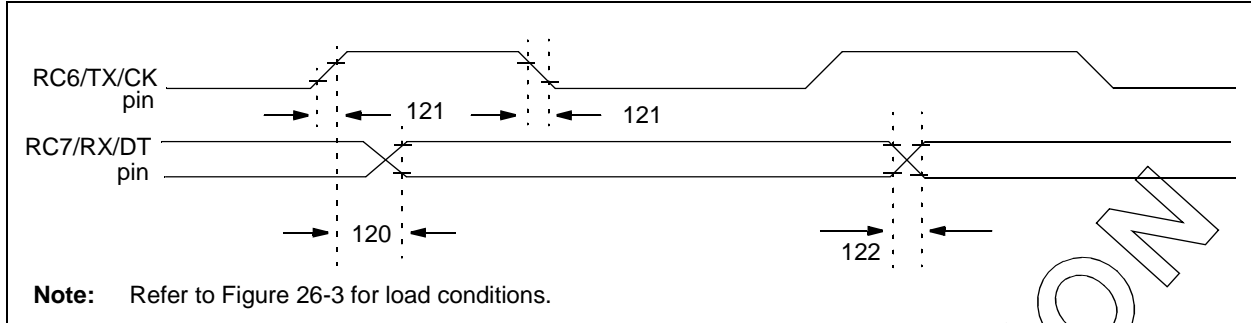 RC6/TX/CK
pin
121
121
RC7/RX/DT
pin
120
122
Note: Refer to Figure 26-3 for load conditions.
ON